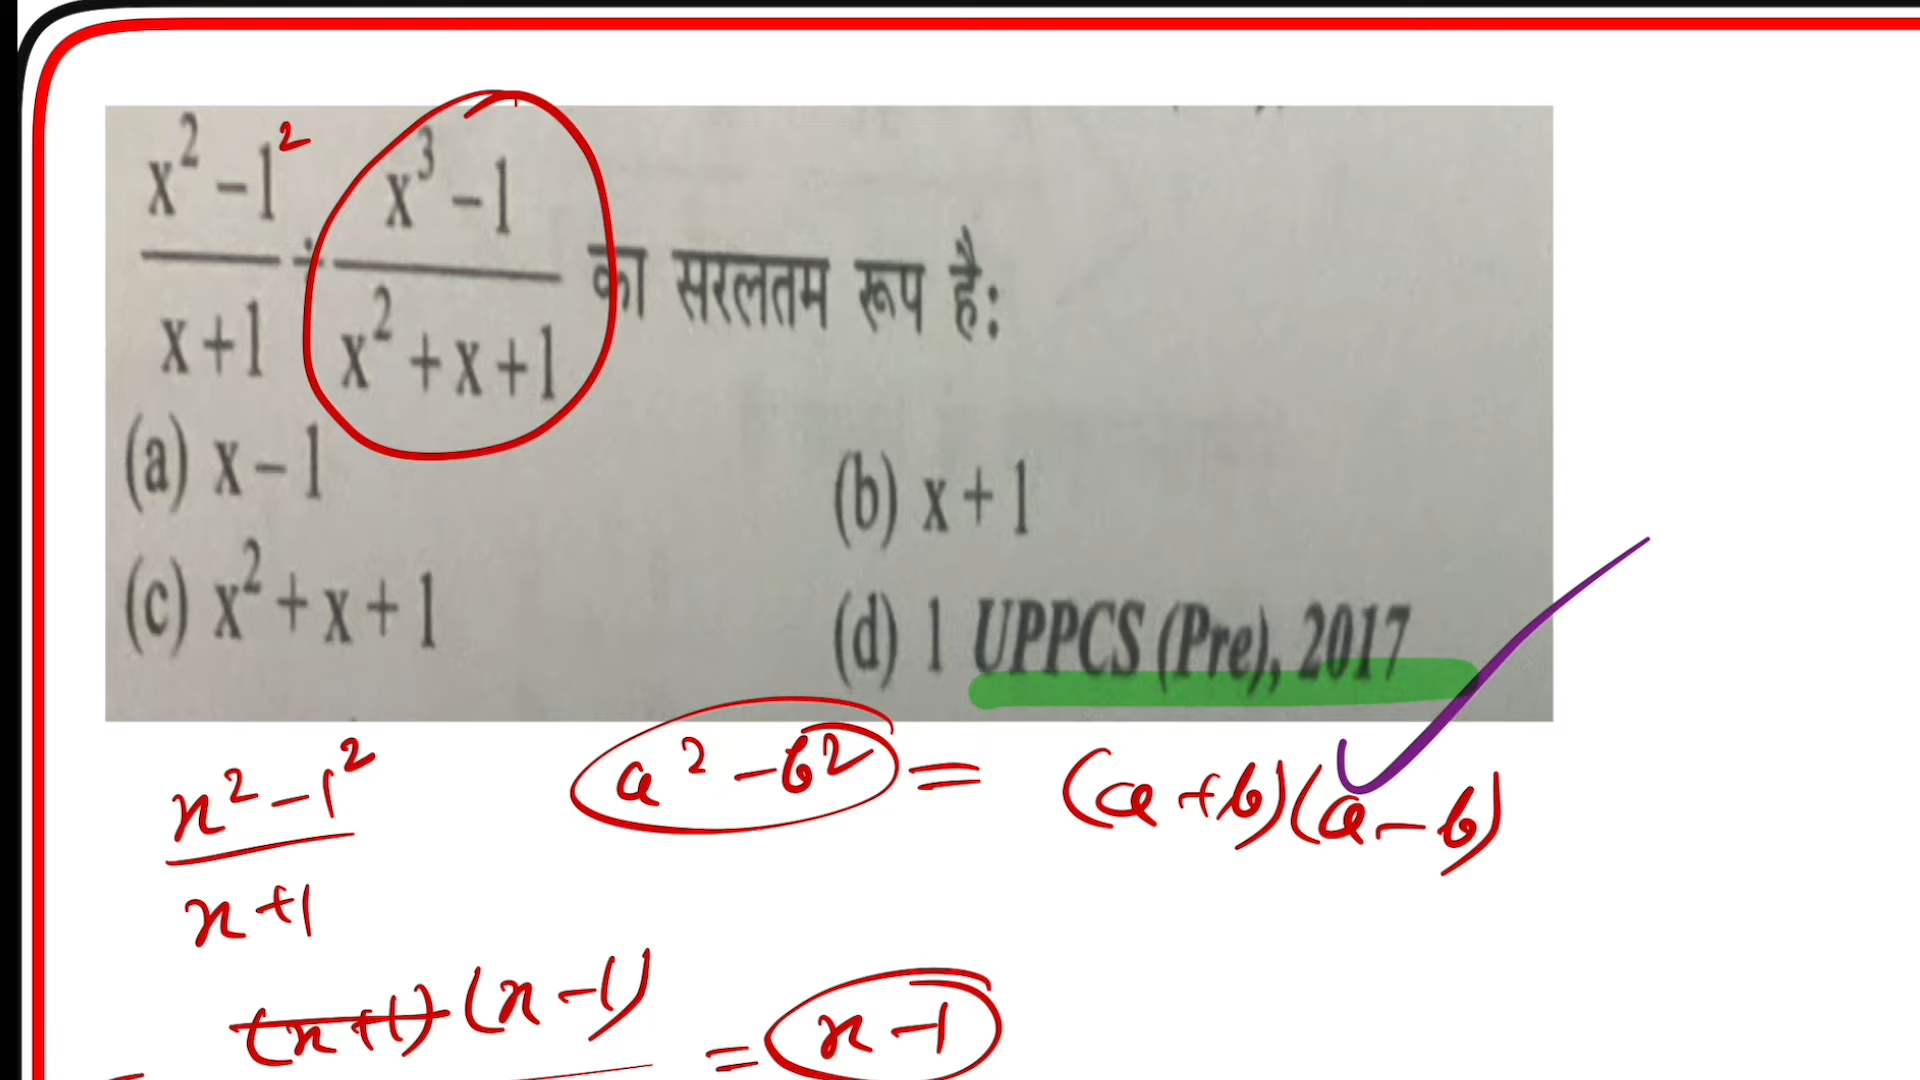 x² - 1² / x + 1 ÷ x³ - 1 / x² + x + 1 का सरलतम रूप है:
(a) x - 1 (b) x + 1
(c) x² + x + 1 (d) 1 UPPCS (Pre), 2017
x² - 1² / x + 1 a² - b² = (a + b)(a - b)
= (x + 1)(x - 1) = x - 1